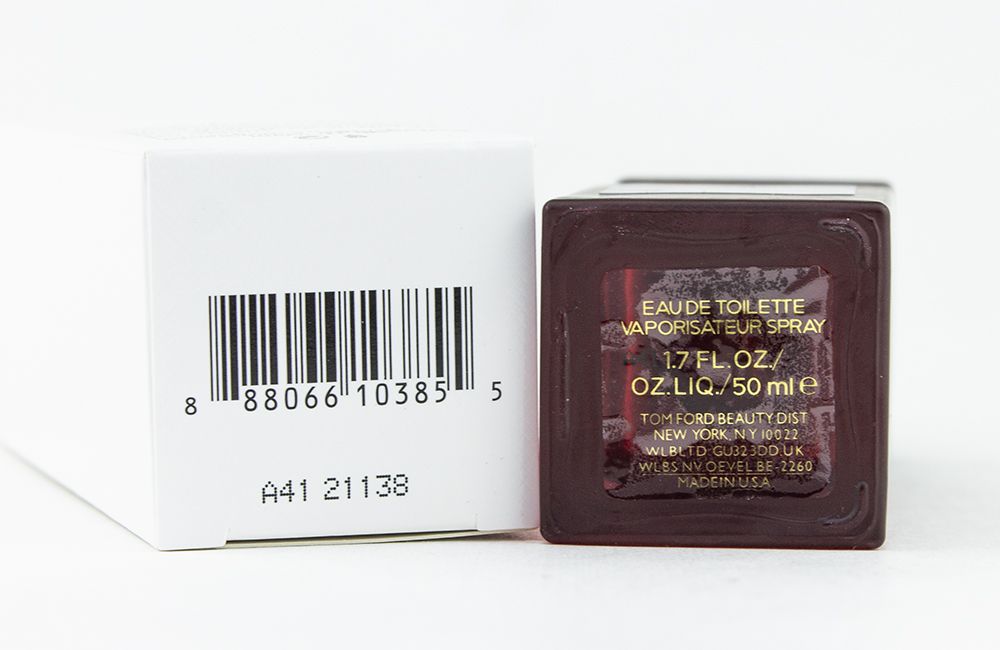 8 88066 10385 5
A41 21138
EAU DE TOILETTE
VAPORISATEUR SPRAY
1.7 FL. OZ./
OZ.LIQ./50 ml e
TOM FORD BEAUTY DIST
NEW YORK, NY 10022
WLBLTD GU323DD.UK
WLBS NV.OEVEL.BE-2260
MADE IN U.S.A.